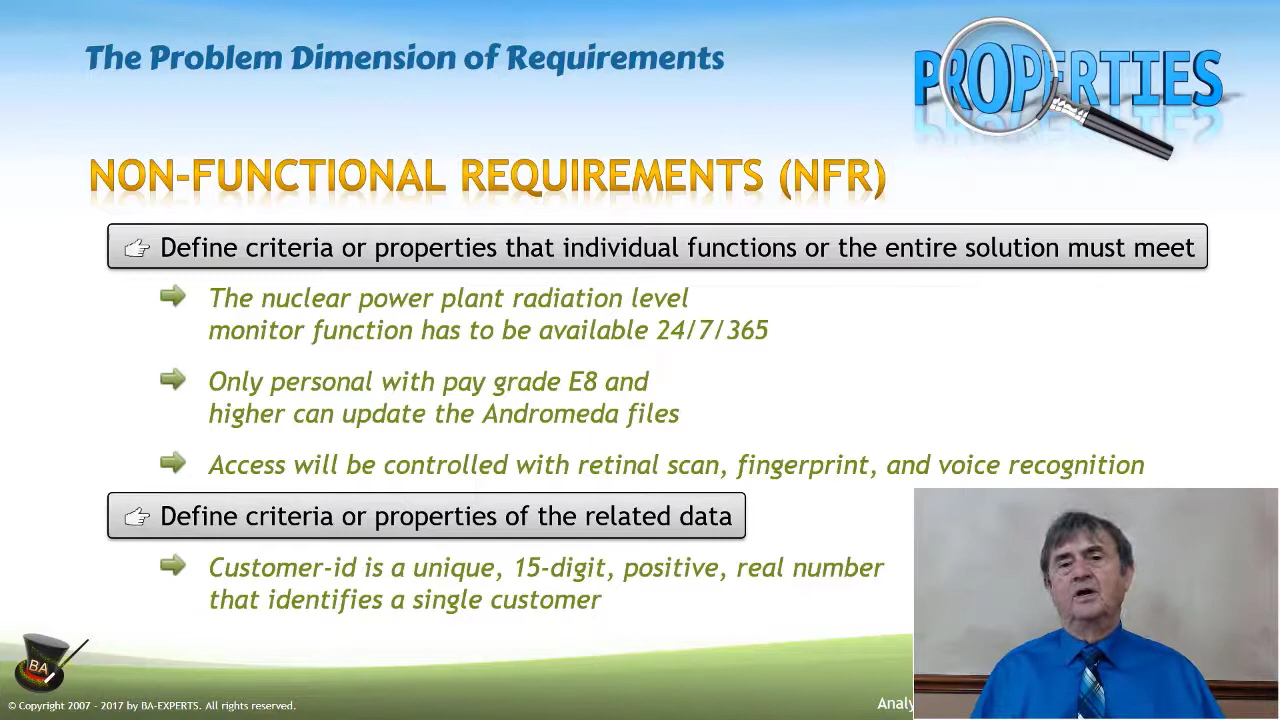 The Problem Dimension of Requirements
PROPERTIES
NON-FUNCTIONAL REQUIREMENTS (NFR)
Define criteria or properties that individual functions or the entire solution must meet
The nuclear power plant radiation level
monitor function has to be available 24/7/365
Only personal with pay grade E8 and
higher can update the Andromeda files
Access will be controlled with retinal scan, fingerprint, and voice recognition
Define criteria or properties of the related data
Customer-id is a unique, 15-digit, positive, real number
that identifies a single customer
BA
© Copyright 2007 - 2017 by BA-EXPERTS. All rights reserved.
Analy